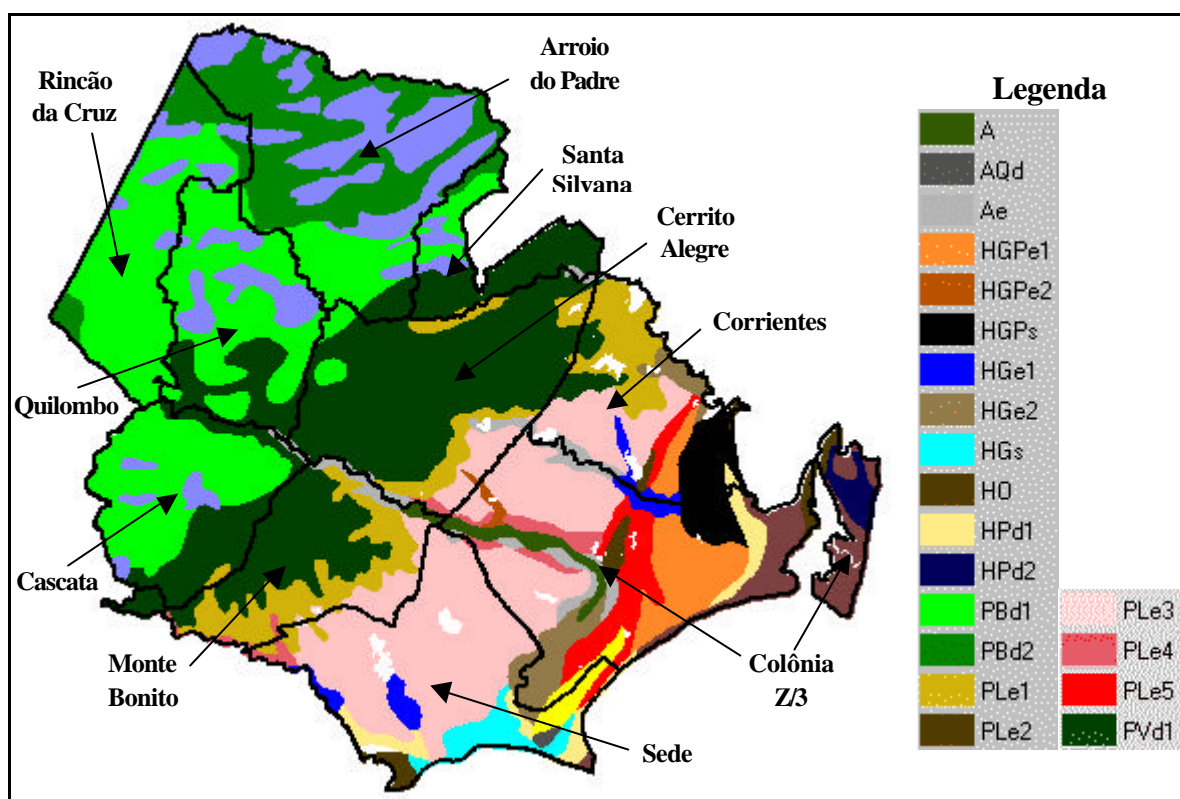 Arroio
do Padre
Rincão
da Cruz
Santa
Silvana
Cerrito
Alegre
Corrientes
Quilombo
Cascata
Monte
Bonito
Colônia
Z/3
Sede
Legenda
A
AQd
Ae
HGPe1
HGPe2
HGPs
HGe1
HGe2
HGs
HO
HPd1
HPd2
PBd1
PBd2
PLe1
PLe2
PLe3
PLe4
PLe5
PVd1